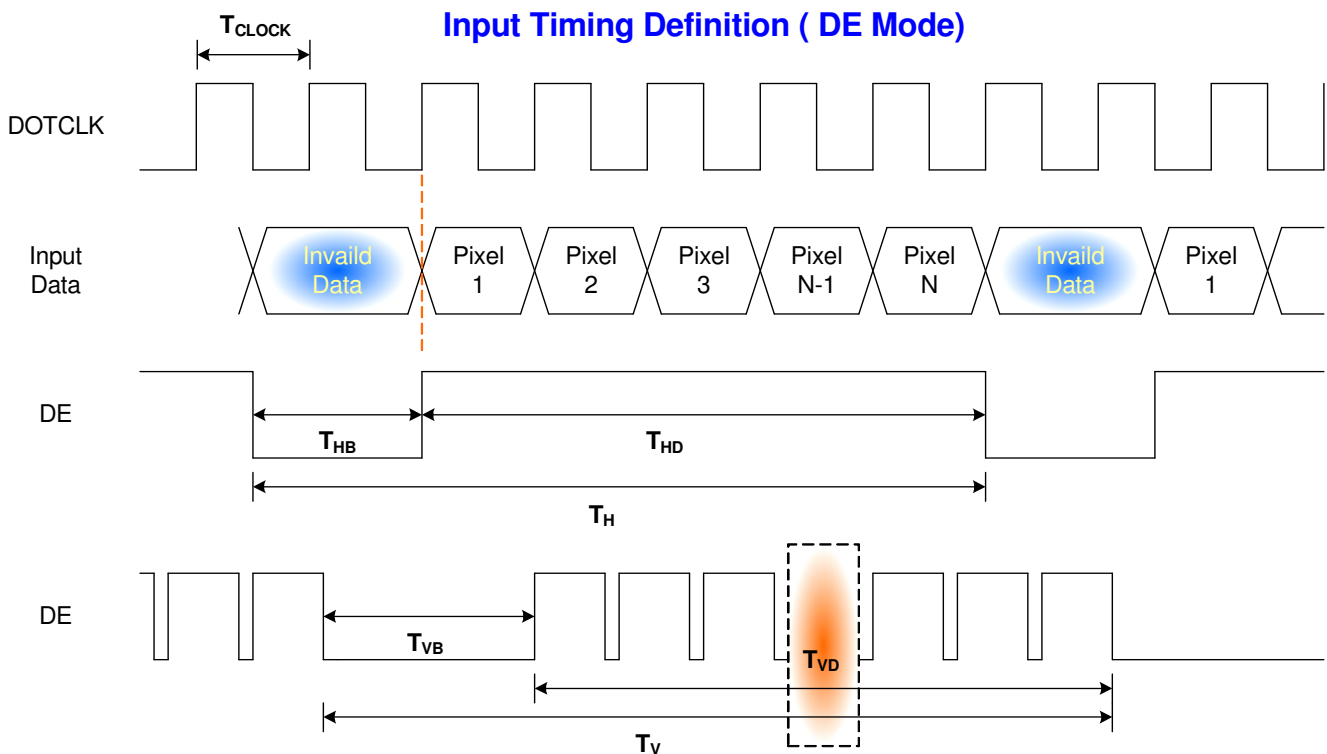 Input Timing Definition ( DE Mode)
TCLOCK
DOTCLK
Input
Data
Invaild
Data
Pixel
1
Pixel
2
Pixel
3
Pixel
N-1
Pixel
N
Invaild
Data
Pixel
1
DE
THB
THD
TH
DE
TVB
TVD
TV